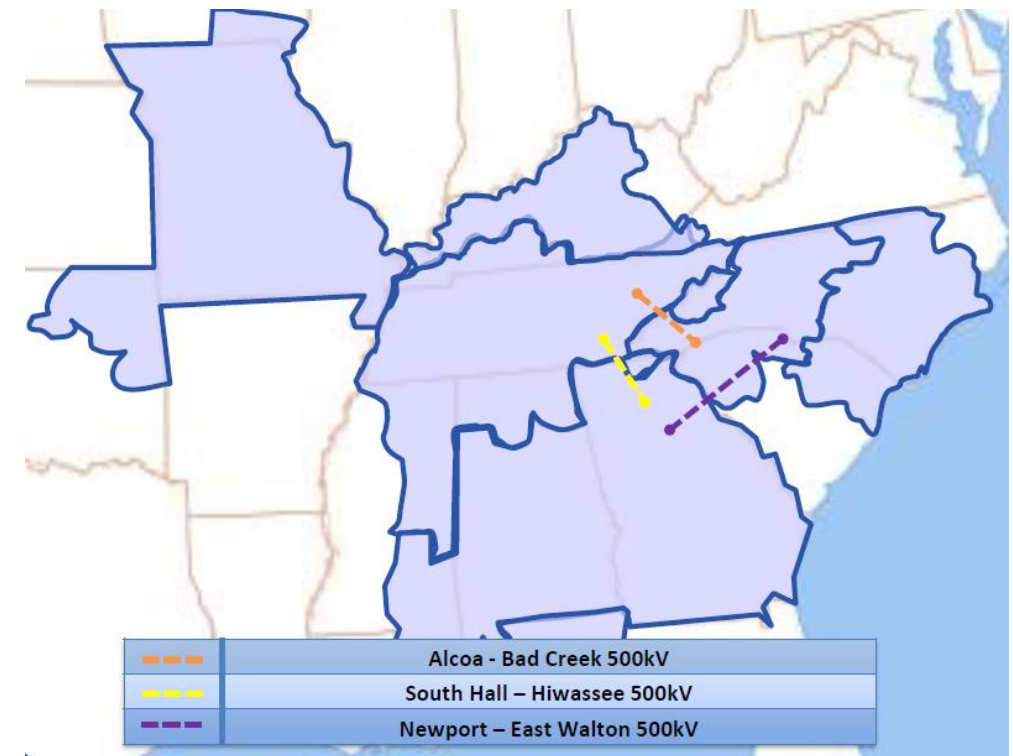 Alcoa - Bad Creek 500kV
South Hall – Hiwassee 500kV
Newport – East Walton 500kV